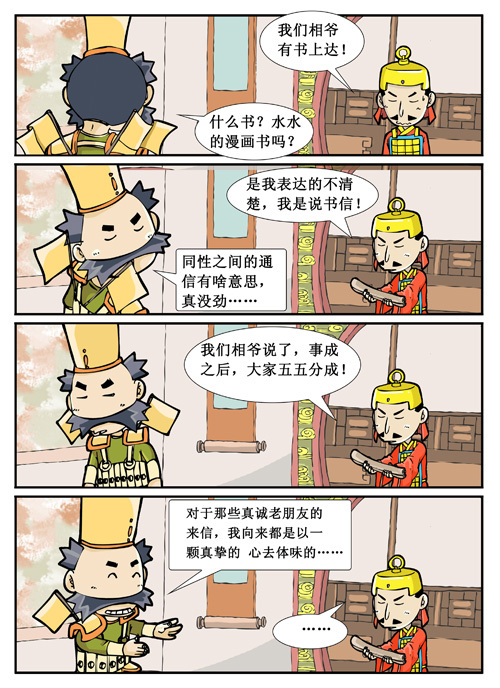 我们相爷
有书上达！
什么书？水水
的漫画书吗？
是我表达的不清
楚，我是说书信！
同性之间的通
信有啥意思，
真没劲……
我们相爷说了，事成
之后，大家五五分成！
对于那些真诚老朋友的
来信，我向来都是以一
颗真挚的 心去体味的……
……